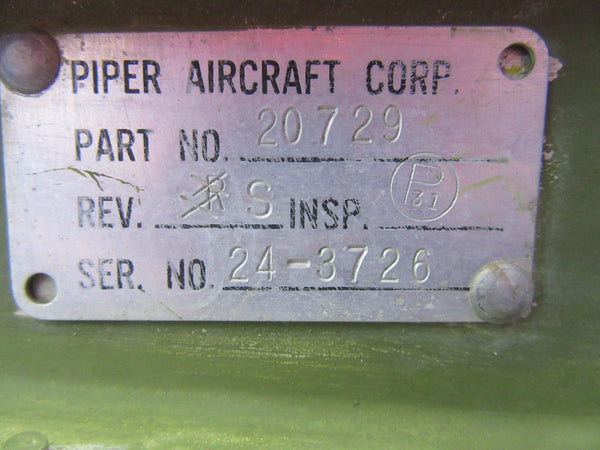 PIPER AIRCRAFT CORP.
PART NO. 20729
REV. R S INSP. P 31
SER. NO. 24-3726